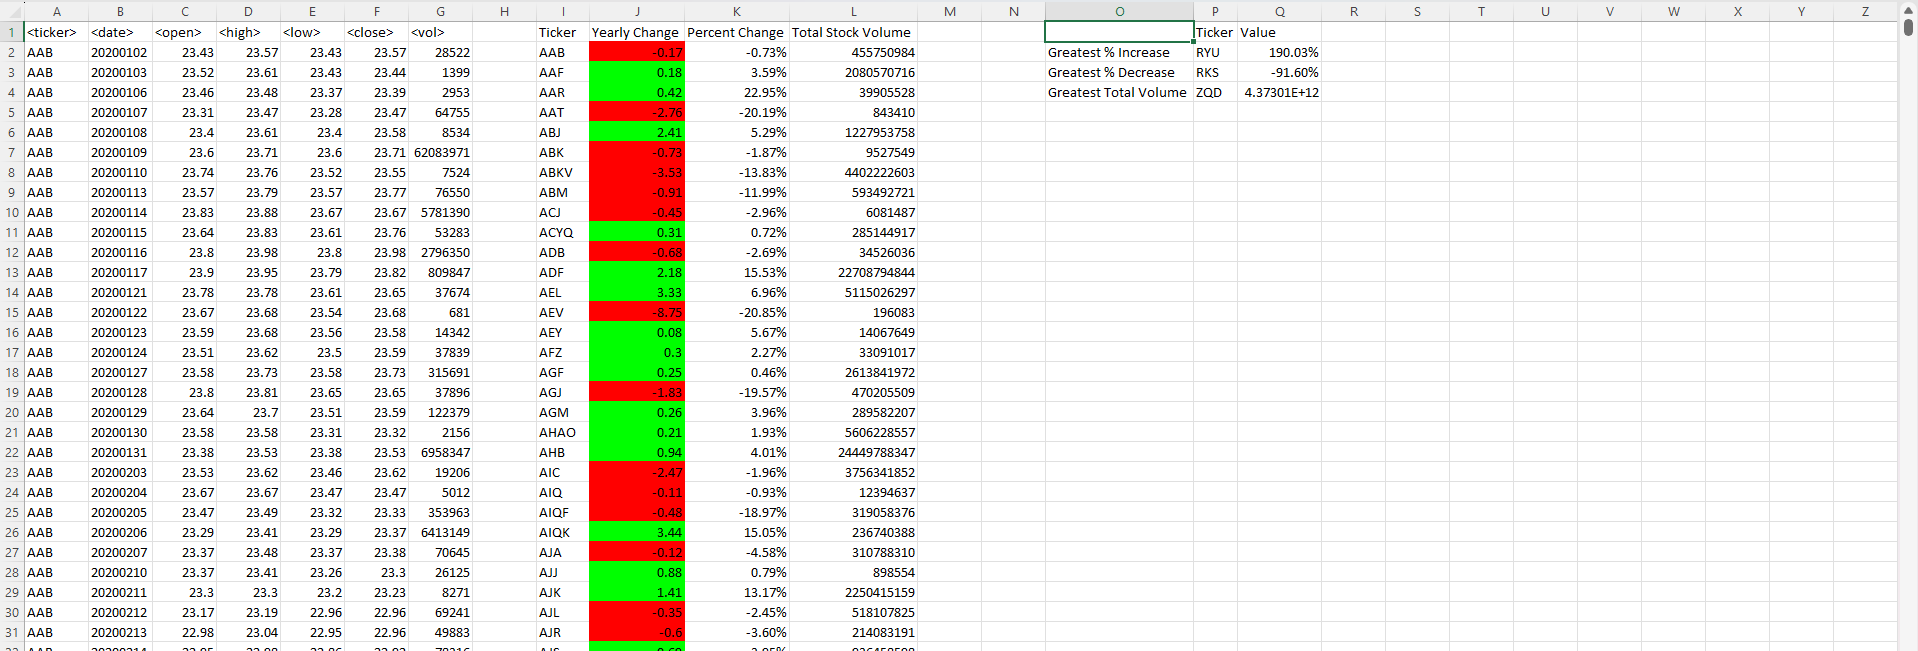 A B C D E F G H I J K L M N O P Q R S T U V W X Y Z
1 <ticker> <date> <open> <high> <low> <close> <vol> Ticker Yearly Change Percent Change Total Stock Volume Ticker Value
2 AAB 20200102 23.43 23.57 23.43 23.57 28522 AAB -0.17 -0.73% 455750984 Greatest % Increase RYU 190.03%
3 AAB 20200103 23.52 23.61 23.43 23.44 1399 AAF 0.18 3.59% 2080570716 Greatest % Decrease RKS -91.60%
4 AAB 20200106 23.46 23.48 23.37 23.39 2953 AAR 0.42 22.95% 39905528 Greatest Total Volume ZQD 4.37301E+12
5 AAB 20200107 23.31 23.47 23.28 23.47 64755 AAT -2.76 -20.19% 843410
6 AAB 20200108 23.4 23.61 23.4 23.58 8534 ABJ 2.41 5.29% 1227953758
7 AAB 20200109 23.6 23.71 23.6 23.71 62083971 ABK -0.73 -1.87% 9527549
8 AAB 20200110 23.74 23.76 23.52 23.55 7524 ABKV -3.53 -13.83% 4402222603
9 AAB 20200113 23.57 23.79 23.57 23.77 76550 ABM -0.91 -11.99% 593492721
10 AAB 20200114 23.83 23.88 23.67 23.67 5781390 ACJ -0.45 -2.96% 6081487
11 AAB 20200115 23.64 23.83 23.61 23.76 53283 ACYQ 0.31 0.72% 285144917
12 AAB 20200116 23.8 23.98 23.8 23.98 2796350 ADB -0.68 -2.69% 34526036
13 AAB 20200117 23.9 23.95 23.79 23.82 809847 ADF 2.18 15.53% 22708794844
14 AAB 20200121 23.78 23.78 23.61 23.65 37674 AEL 3.33 6.96% 5115026297
15 AAB 20200122 23.67 23.68 23.54 23.68 681 AEV -8.75 -20.85% 196083
16 AAB 20200123 23.59 23.68 23.56 23.58 14342 AEY 0.08 5.67% 14067649
17 AAB 20200124 23.51 23.62 23.5 23.59 37839 AFZ 0.3 2.27% 33091017
18 AAB 20200127 23.58 23.73 23.58 23.73 315691 AGF 0.25 0.46% 2613841972
19 AAB 20200128 23.8 23.81 23.65 23.65 37896 AGJ -1.83 -19.57% 470205509
20 AAB 20200129 23.64 23.7 23.51 23.59 122379 AGM 0.26 3.96% 289582207
21 AAB 20200130 23.58 23.58 23.31 23.32 2156 AHAO 0.21 1.93% 5606228557
22 AAB 20200131 23.38 23.53 23.38 23.53 6958347 AHB 0.94 4.01% 24449788347
23 AAB 20200203 23.53 23.62 23.46 23.62 19206 AIC -2.47 -1.96% 3756341852
24 AAB 20200204 23.67 23.67 23.47 23.47 5012 AIQ -0.11 -0.93% 12394637
25 AAB 20200205 23.47 23.49 23.32 23.33 353963 AIQF -0.48 -18.97% 319058376
26 AAB 20200206 23.29 23.41 23.29 23.37 6413149 AIQK 3.44 15.05% 236740388
27 AAB 20200207 23.37 23.48 23.37 23.38 70645 AJA -0.12 -4.58% 310788310
28 AAB 20200210 23.37 23.41 23.26 23.3 26125 AJJ 0.88 0.79% 898554
29 AAB 20200211 23.3 23.3 23.2 23.23 8271 AJK 1.41 13.17% 2250415159
30 AAB 20200212 23.17 23.19 22.96 22.96 69241 AJL -0.35 -2.45% 518107825
31 AAB 20200213 22.98 23.04 22.95 22.96 49883 AJR -0.6 -3.60% 214083191